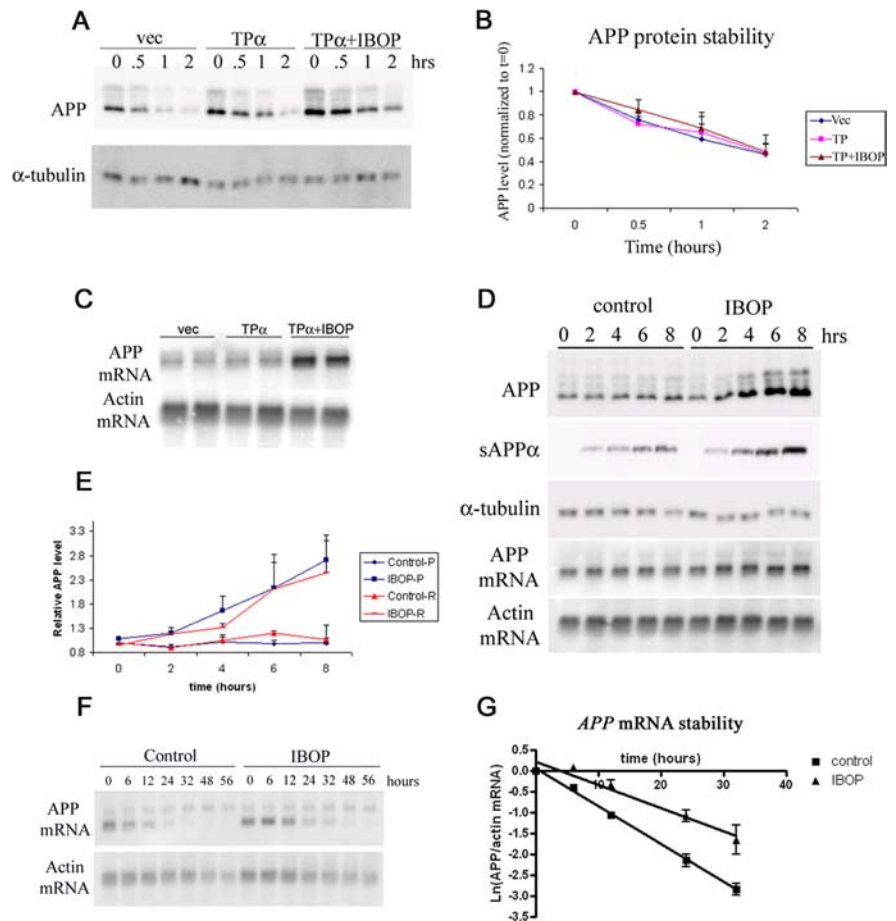 A
vec TPα TPα+IBOP
0 .5 1 2 0 .5 1 2 0 .5 1 2 hrs
APP
α-tubulin
B
APP protein stability
APP level (normalized to t=0)
1.2
1
0.8
0.6
0.4
0.2
0
0 0.5 1 2
Time (hours)
Vec
TP
TP+IBOP
C
vec TPα TPα+IBOP
APP
mRNA
Actin
mRNA
D
control IBOP
0 2 4 6 8 0 2 4 6 8 hrs
APP
sAPPα
α-tubulin
APP
mRNA
Actin
mRNA
E
Relative APP level
3.3
2.8
2.3
1.8
1.3
0.8
0 2 4 6 8
time (hours)
Control-P
IBOP-P
Control-R
IBOP-R
F
Control IBOP
0 6 12 24 32 48 56 0 6 12 24 32 48 56 hours
APP
mRNA
Actin
mRNA
G
APP mRNA stability
Ln(APP/actin mRNA)
0.5
0.0
-0.5
-1.0
-1.5
-2.0
-2.5
-3.0
-3.5
time (hours)
10 20 30 40
control
IBOP